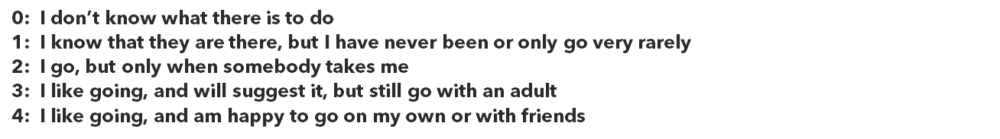 0: I don’t know what there is to do
1: I know that they are there, but I have never been or only go very rarely
2: I go, but only when somebody takes me
3: I like going, and will suggest it, but still go with an adult
4: I like going, and am happy to go on my own or with friends